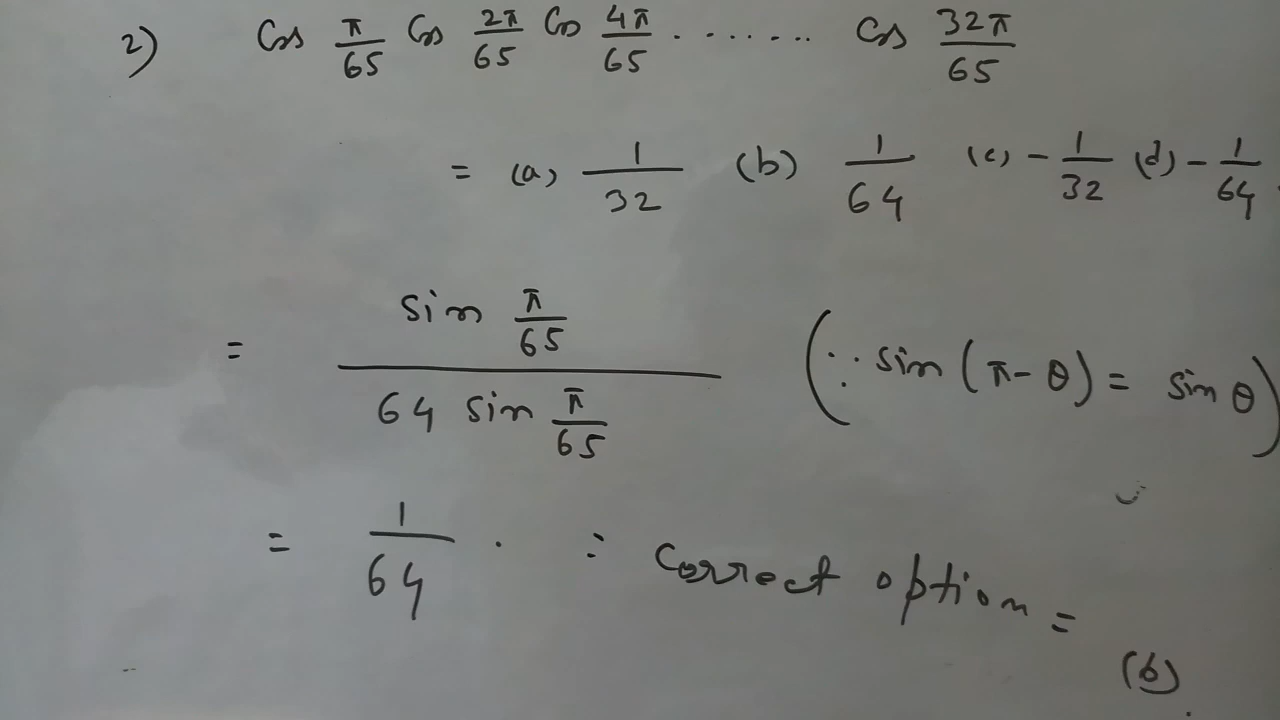 2) Cos π/65 Cos 2π/65 Cos 4π/65 ........ Cos 32π/65
= (a) 1/32 (b) 1/64 (c) -1/32 (d) -1/64.
= sin π/65 / 64 sin π/65 (∵ sin(π-θ) = sinθ)
= 1/64. ∴ Correct option =
(b).